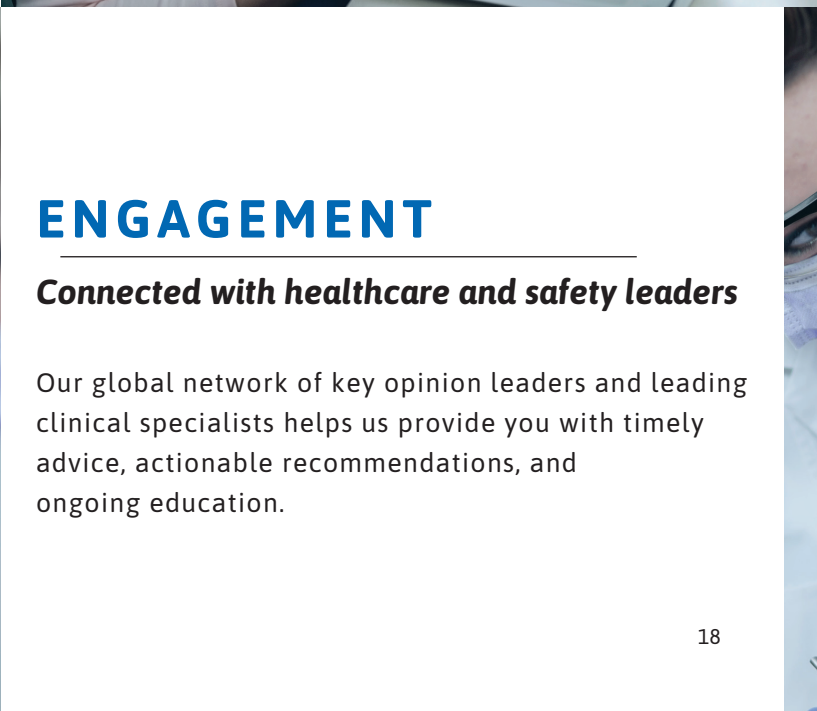 ENGAGEMENT
Connected with healthcare and safety leaders
Our global network of key opinion leaders and leading
clinical specialists helps us provide you with timely
advice, actionable recommendations, and
ongoing education.
18